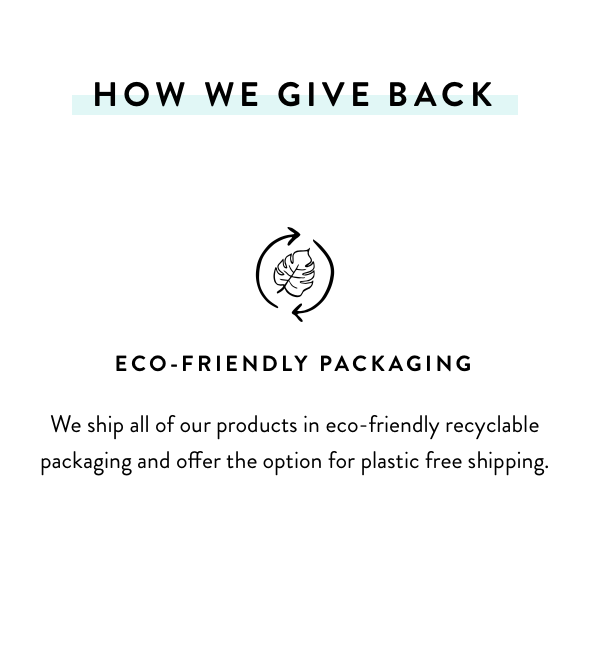 HOW WE GIVE BACK
ECO-FRIENDLY PACKAGING
We ship all of our products in eco-friendly recyclable
packaging and offer the option for plastic free shipping.